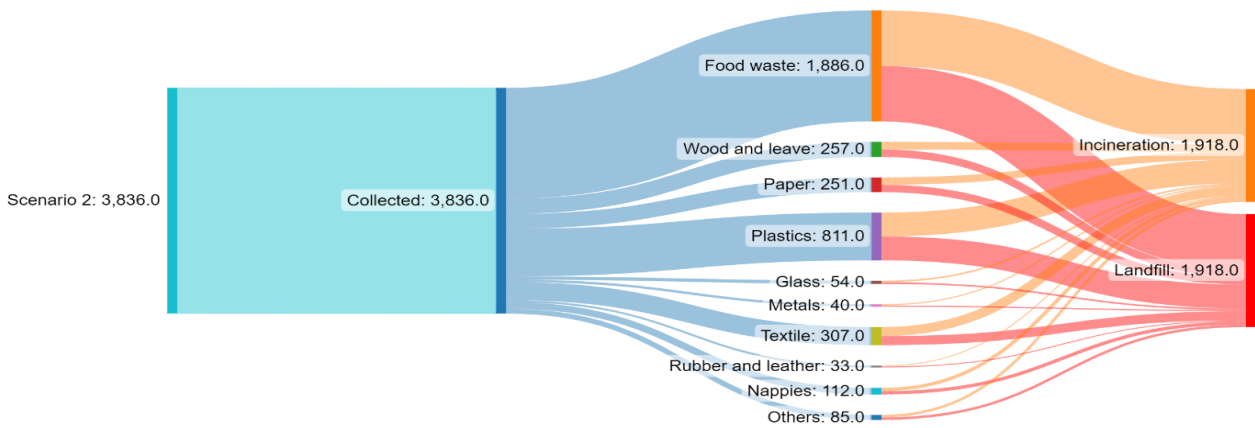 Scenario 2: 3,836.0
Collected: 3,836.0
Food waste: 1,886.0
Wood and leave: 257.0
Paper: 251.0
Plastics: 811.0
Glass: 54.0
Metals: 40.0
Textile: 307.0
Rubber and leather: 33.0
Nappies: 112.0
Others: 85.0
Incineration: 1,918.0
Landfill: 1,918.0